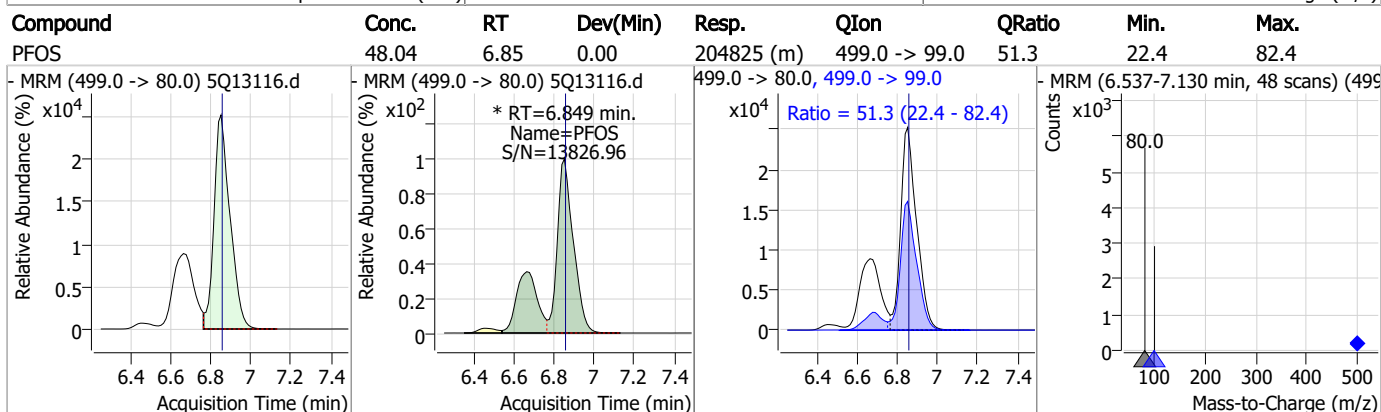 Compound Conc. RT Dev(Min) Resp. QIon QRatio Min. Max.
PFOS 48.04 6.85 0.00 204825 (m) 499.0 -> 99.0 51.3 22.4 82.4
- MRM (499.0 -> 80.0) 5Q13116.d
Relative Abundance (%)
x10⁴
2
1.5
1
0.5
0
6.4 6.6 6.8 7 7.2 7.4
Acquisition Time (min)
- MRM (499.0 -> 80.0) 5Q13116.d
Relative Abundance (%)
x10²
* RT=6.849 min.
Name=PFOS
S/N=13826.96
1
0.8
0.6
0.4
0.2
0
6.4 6.6 6.8 7 7.2 7.4
Acquisition Time (min)
499.0 -> 80.0, 499.0 -> 99.0
x10⁴
Ratio = 51.3 (22.4 - 82.4)
2
1.5
1
0.5
0
6.4 6.6 6.8 7 7.2 7.4
Acquisition Time (min)
- MRM (6.537-7.130 min, 48 scans) (499
Counts
x10³
80.0
5
4
3
2
1
0
100 200 300 400 500
Mass-to-Charge (m/z)